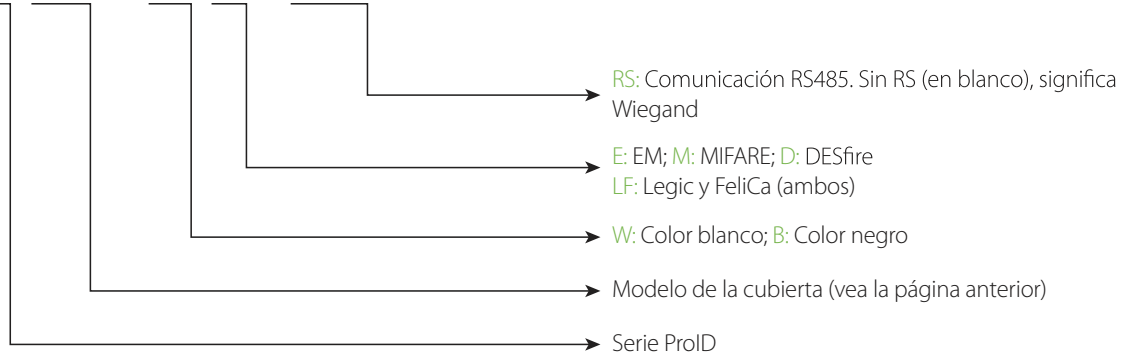 RS: Comunicación RS485. Sin RS (en blanco), significa
Wiegand
E: EM; M: MIFARE; D: DESfire
LF: Legic y FeliCa (ambos)
W: Color blanco; B: Color negro
Modelo de la cubierta (vea la página anterior)
Serie ProID